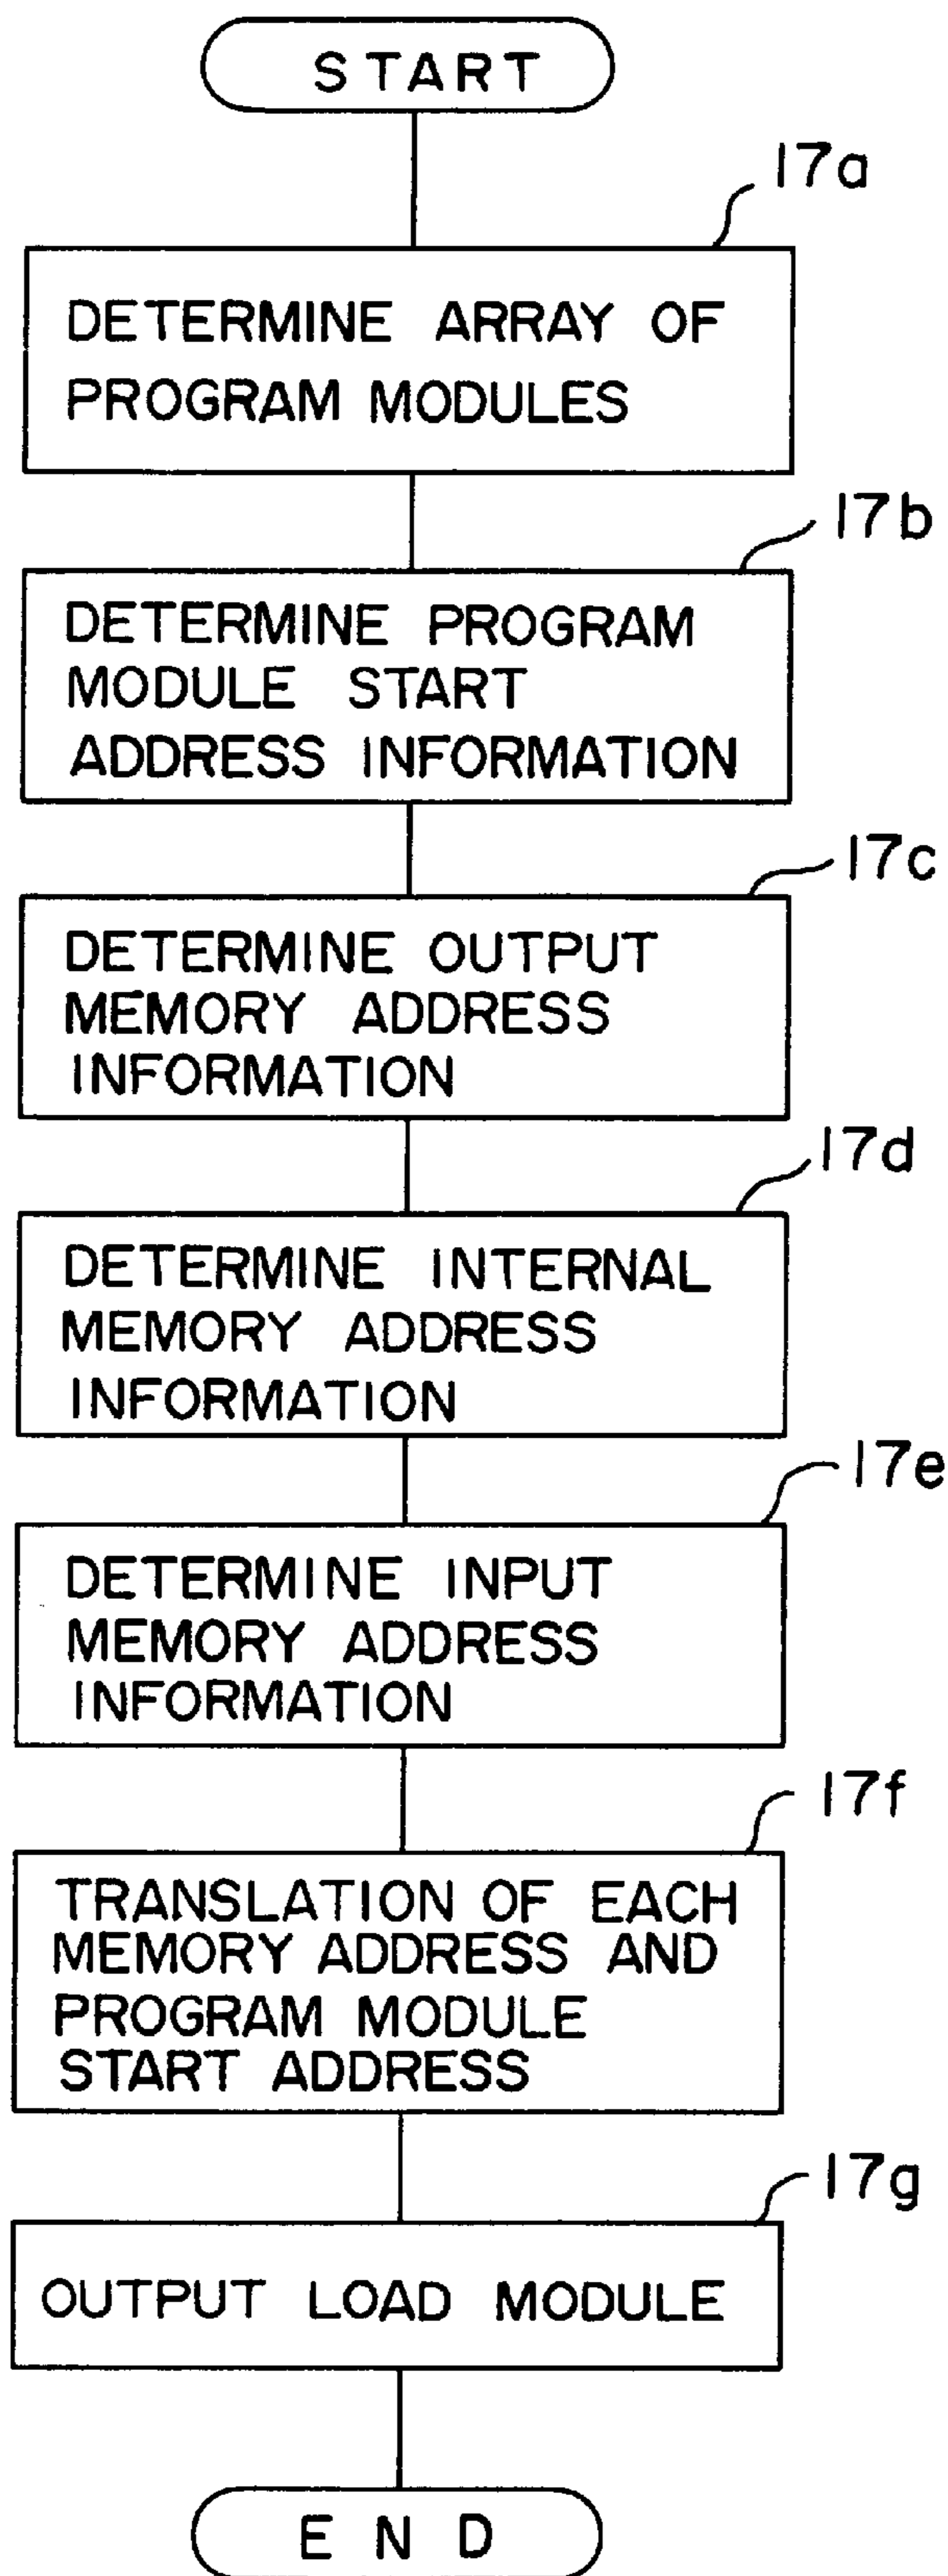 START
17a
DETERMINE ARRAY OF
PROGRAM MODULES
17b
DETERMINE PROGRAM
MODULE START
ADDRESS INFORMATION
17c
DETERMINE OUTPUT
MEMORY ADDRESS
INFORMATION
17d
DETERMINE INTERNAL
MEMORY ADDRESS
INFORMATION
17e
DETERMINE INPUT
MEMORY ADDRESS
INFORMATION
17f
TRANSLATION OF EACH
MEMORY ADDRESS AND
PROGRAM MODULE
START ADDRESS
17g
OUTPUT LOAD MODULE
END